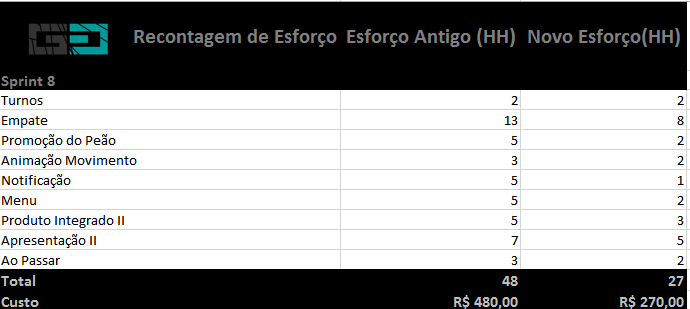 Recontagem de Esforço Esforço Antigo (HH) Novo Esforço(HH)
Sprint 8
Turnos 2 2
Empate 13 8
Promoção do Peão 5 2
Animação Movimento 3 2
Notificação 5 1
Menu 5 2
Produto Integrado II 5 3
Apresentação II 7 5
Ao Passar 3 2
Total 48 27
Custo R$ 480,00 R$ 270,00